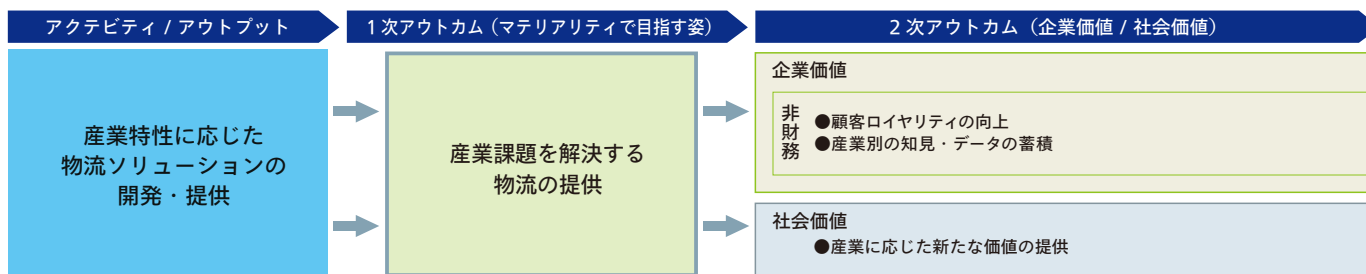 アクテビティ / アウトプット
1次アウトカム（マテリアリティで目指す姿）
2次アウトカム（企業価値 / 社会価値）
産業特性に応じた
物流ソリューションの
開発・提供
産業課題を解決する
物流の提供
企業価値
非財務
●顧客ロイヤリティの向上
●産業別の知見・データの蓄積
社会価値
●産業に応じた新たな価値の提供